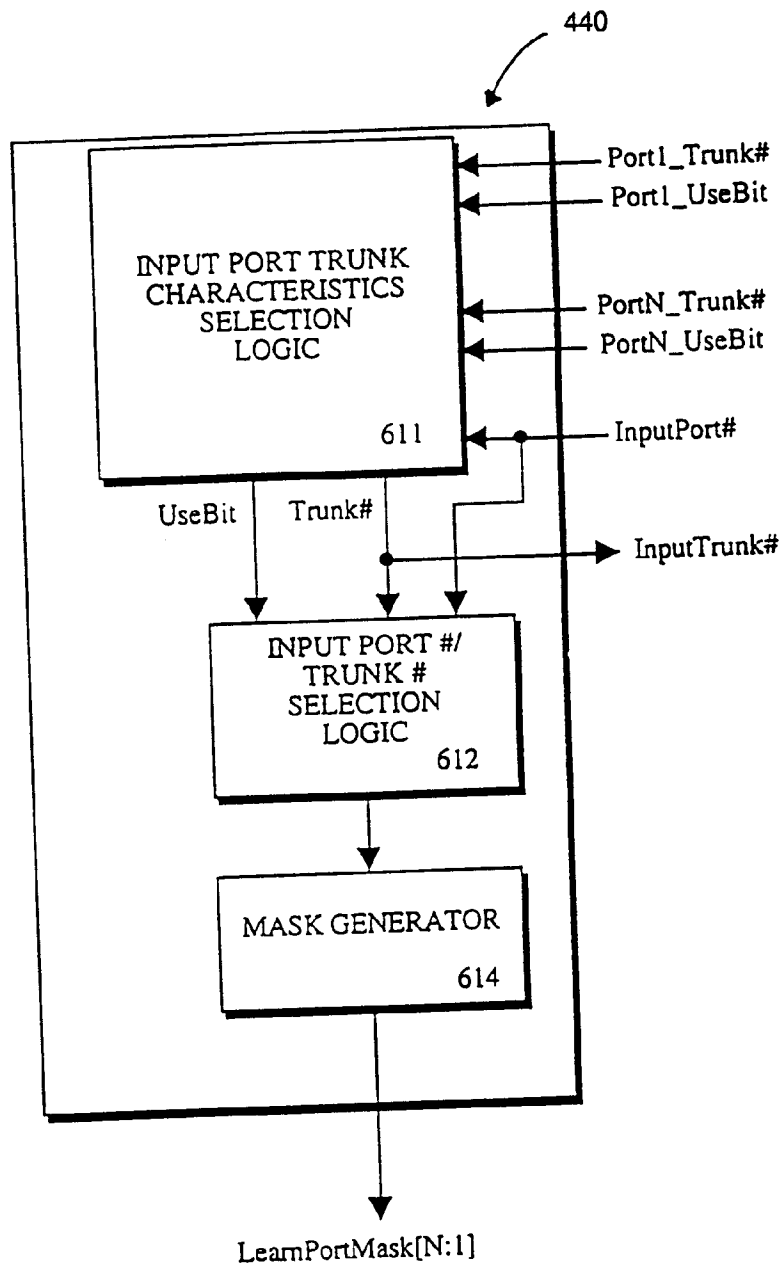 440
Port1_Trunk#
Port1_UseBit
INPUT PORT TRUNK
CHARACTERISTICS
SELECTION
LOGIC
PortN_Trunk#
PortN_UseBit
611
InputPort#
UseBit
Trunk#
InputTrunk#
INPUT PORT #/
TRUNK #
SELECTION
LOGIC
612
MASK GENERATOR
614
LearnPortMask[N:1]